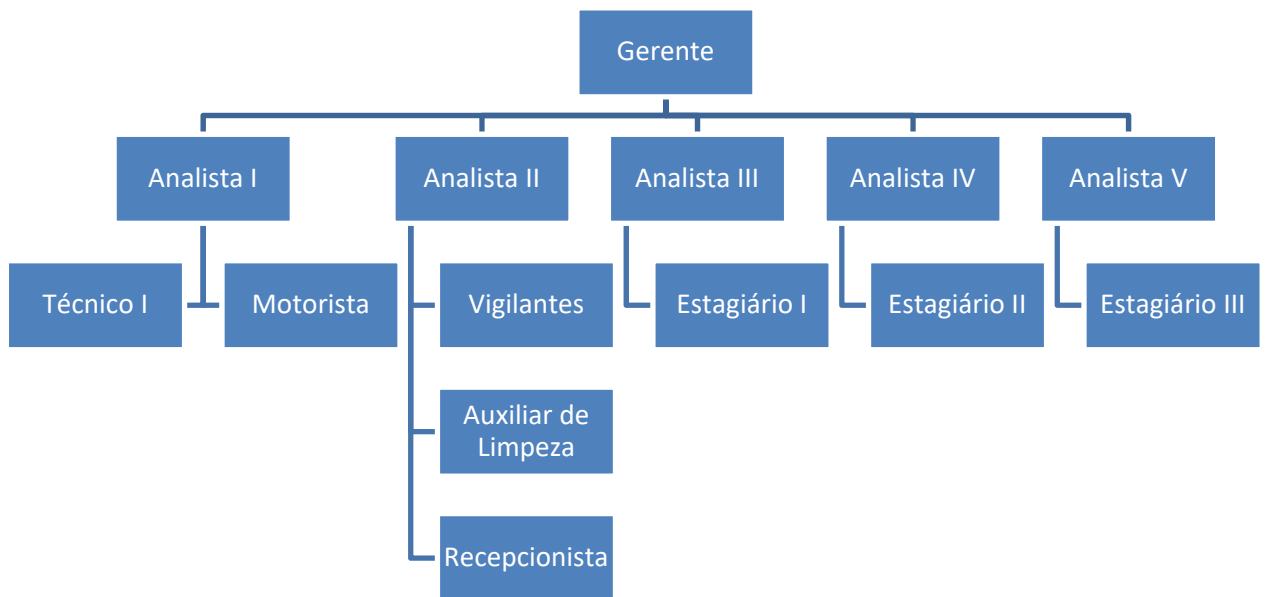 Gerente
Analista I
Analista II
Analista III
Analista IV
Analista V
Técnico I
Motorista
Vigilantes
Estagiário I
Estagiário II
Estagiário III
Auxiliar de
Limpeza
Recepcionista